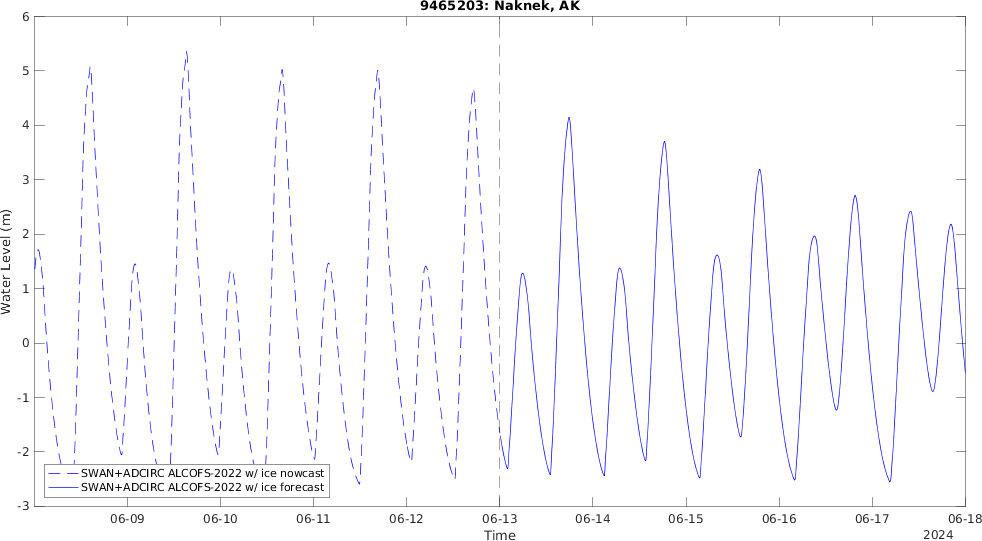 9465203: Naknek, AK
6
5
4
3
2
1
0
-1
-2
-3
Water Level (m)
SWAN+ADCIRC ALCOFS-2022 w/ ice nowcast
SWAN+ADCIRC ALCOFS-2022 w/ ice forecast
06-09 06-10 06-11 06-12 06-13 06-14 06-15 06-16 06-17 06-18
Time
2024